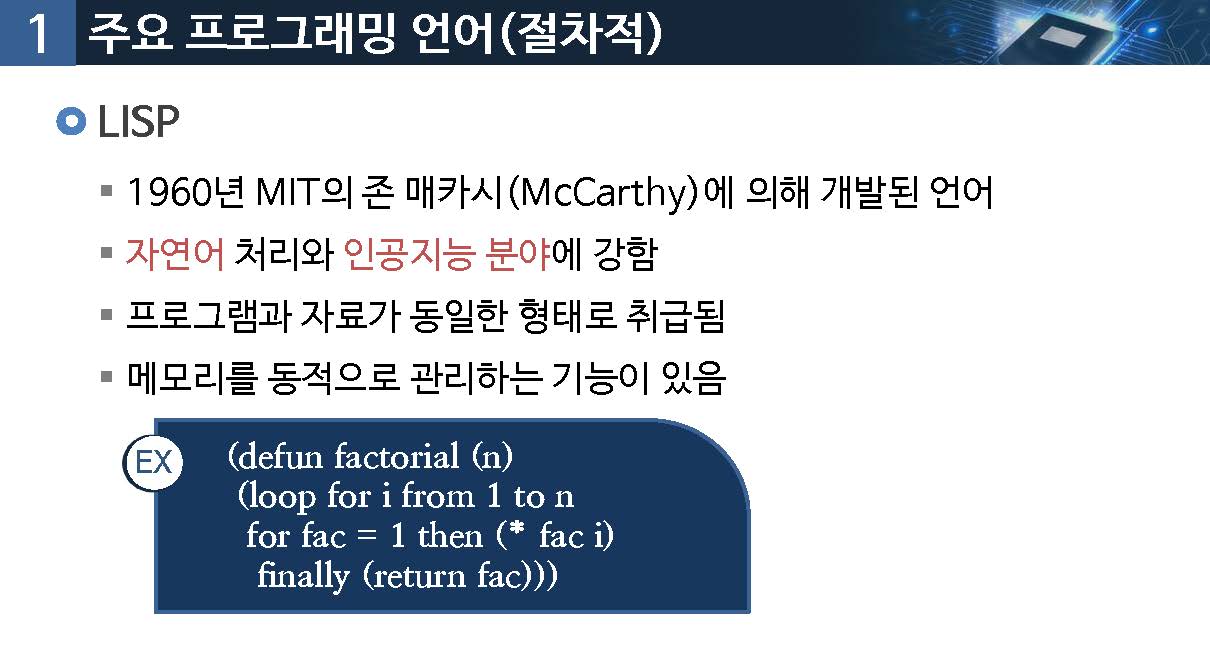 1 주요 프로그래밍 언어(절차적)
LISP
1960년 MIT의 존 매카시(McCarthy)에 의해 개발된 언어
자연어 처리와 인공지능 분야에 강함
프로그램과 자료가 동일한 형태로 취급됨
메모리를 동적으로 관리하는 기능이 있음
EX
(defun factorial (n)
(loop for i from 1 to n
for fac = 1 then (* fac i)
finally (return fac)))